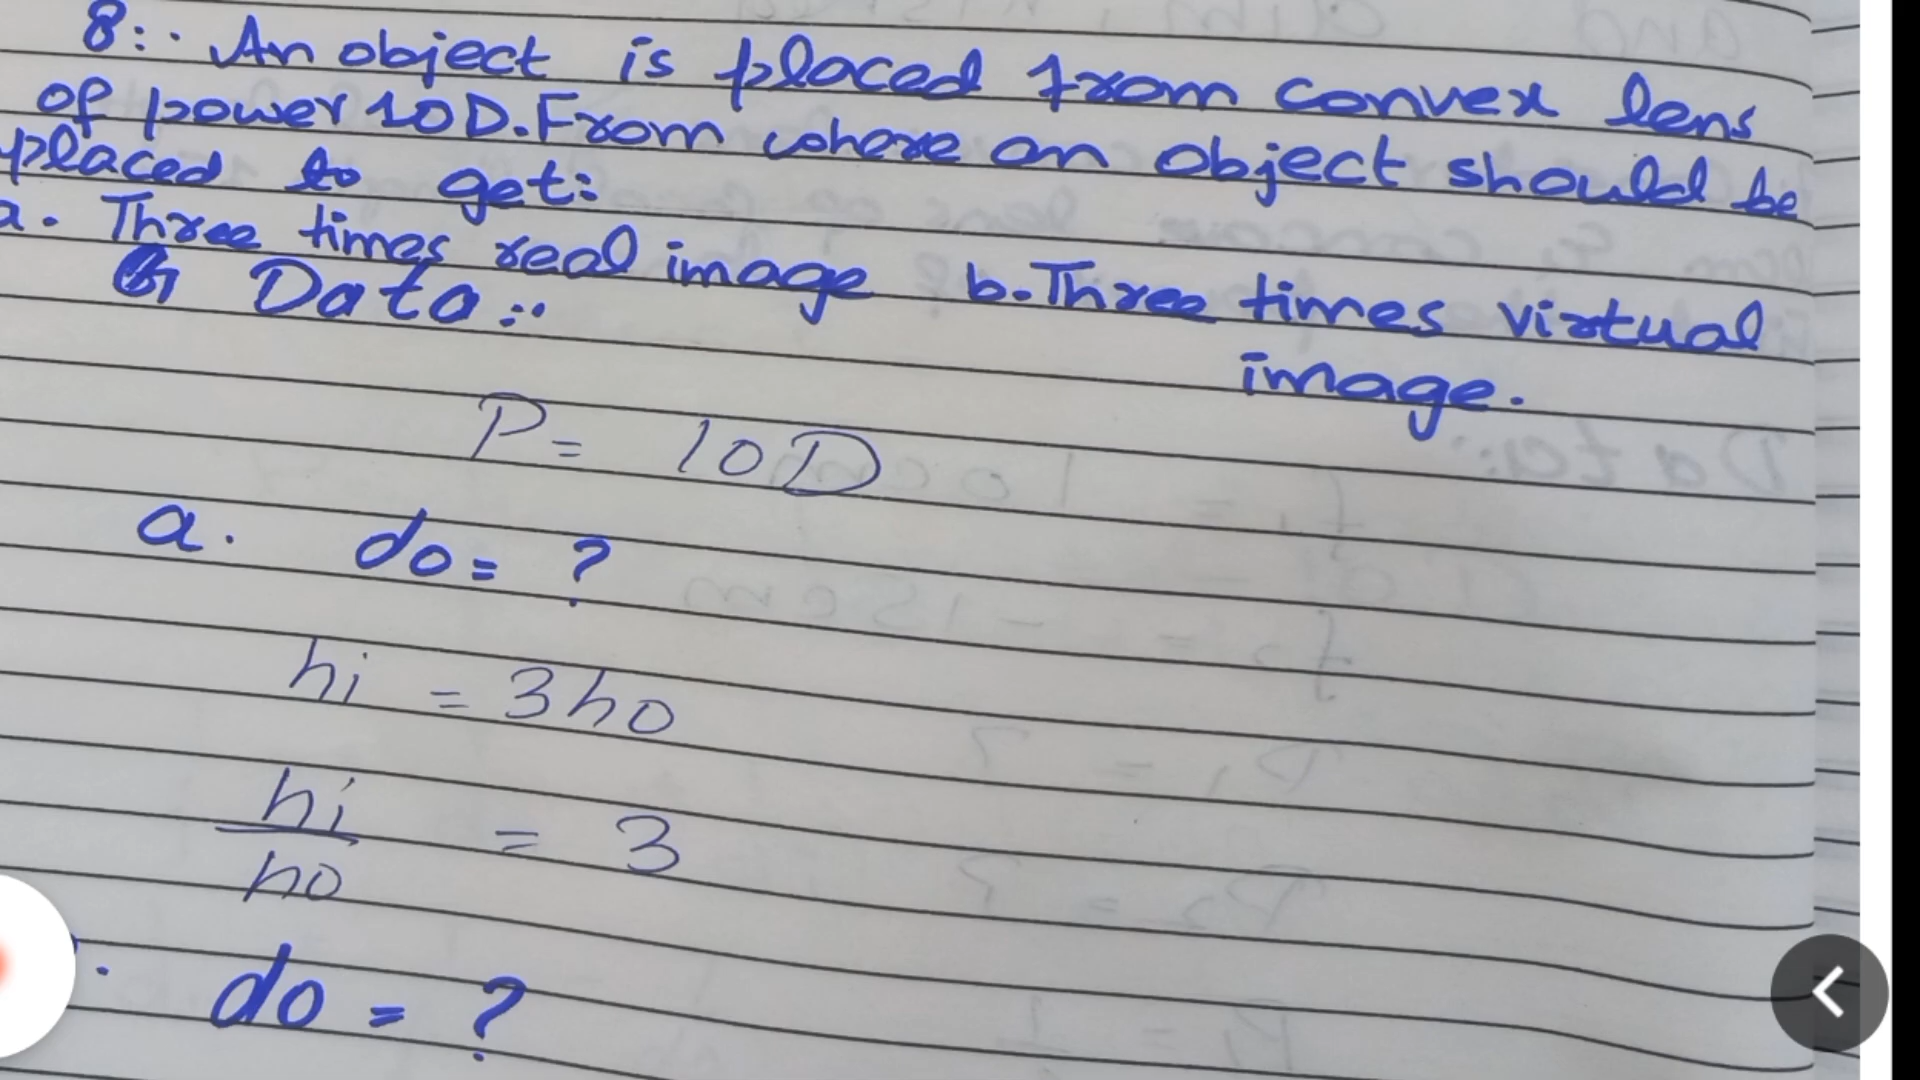 8:. An object is placed from convex lens
of power 10D. From where an object should be
placed to get:
a. Three times real image b. Three times virtual
image.
Data:.
P = 10D
a. do = ?
hi = 3ho
hi
ho = 3
do = ?